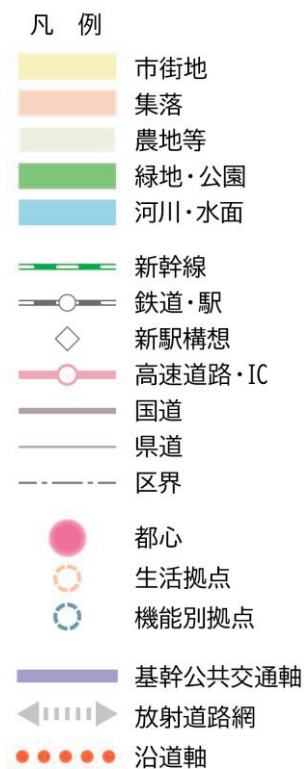 凡 例
市街地
集落
農地等
緑地・公園
河川・水面
新幹線
鉄道・駅
新駅構想
高速道路・IC
国道
県道
区界
都心
生活拠点
機能別拠点
基幹公共交通軸
放射道路網
沿道軸